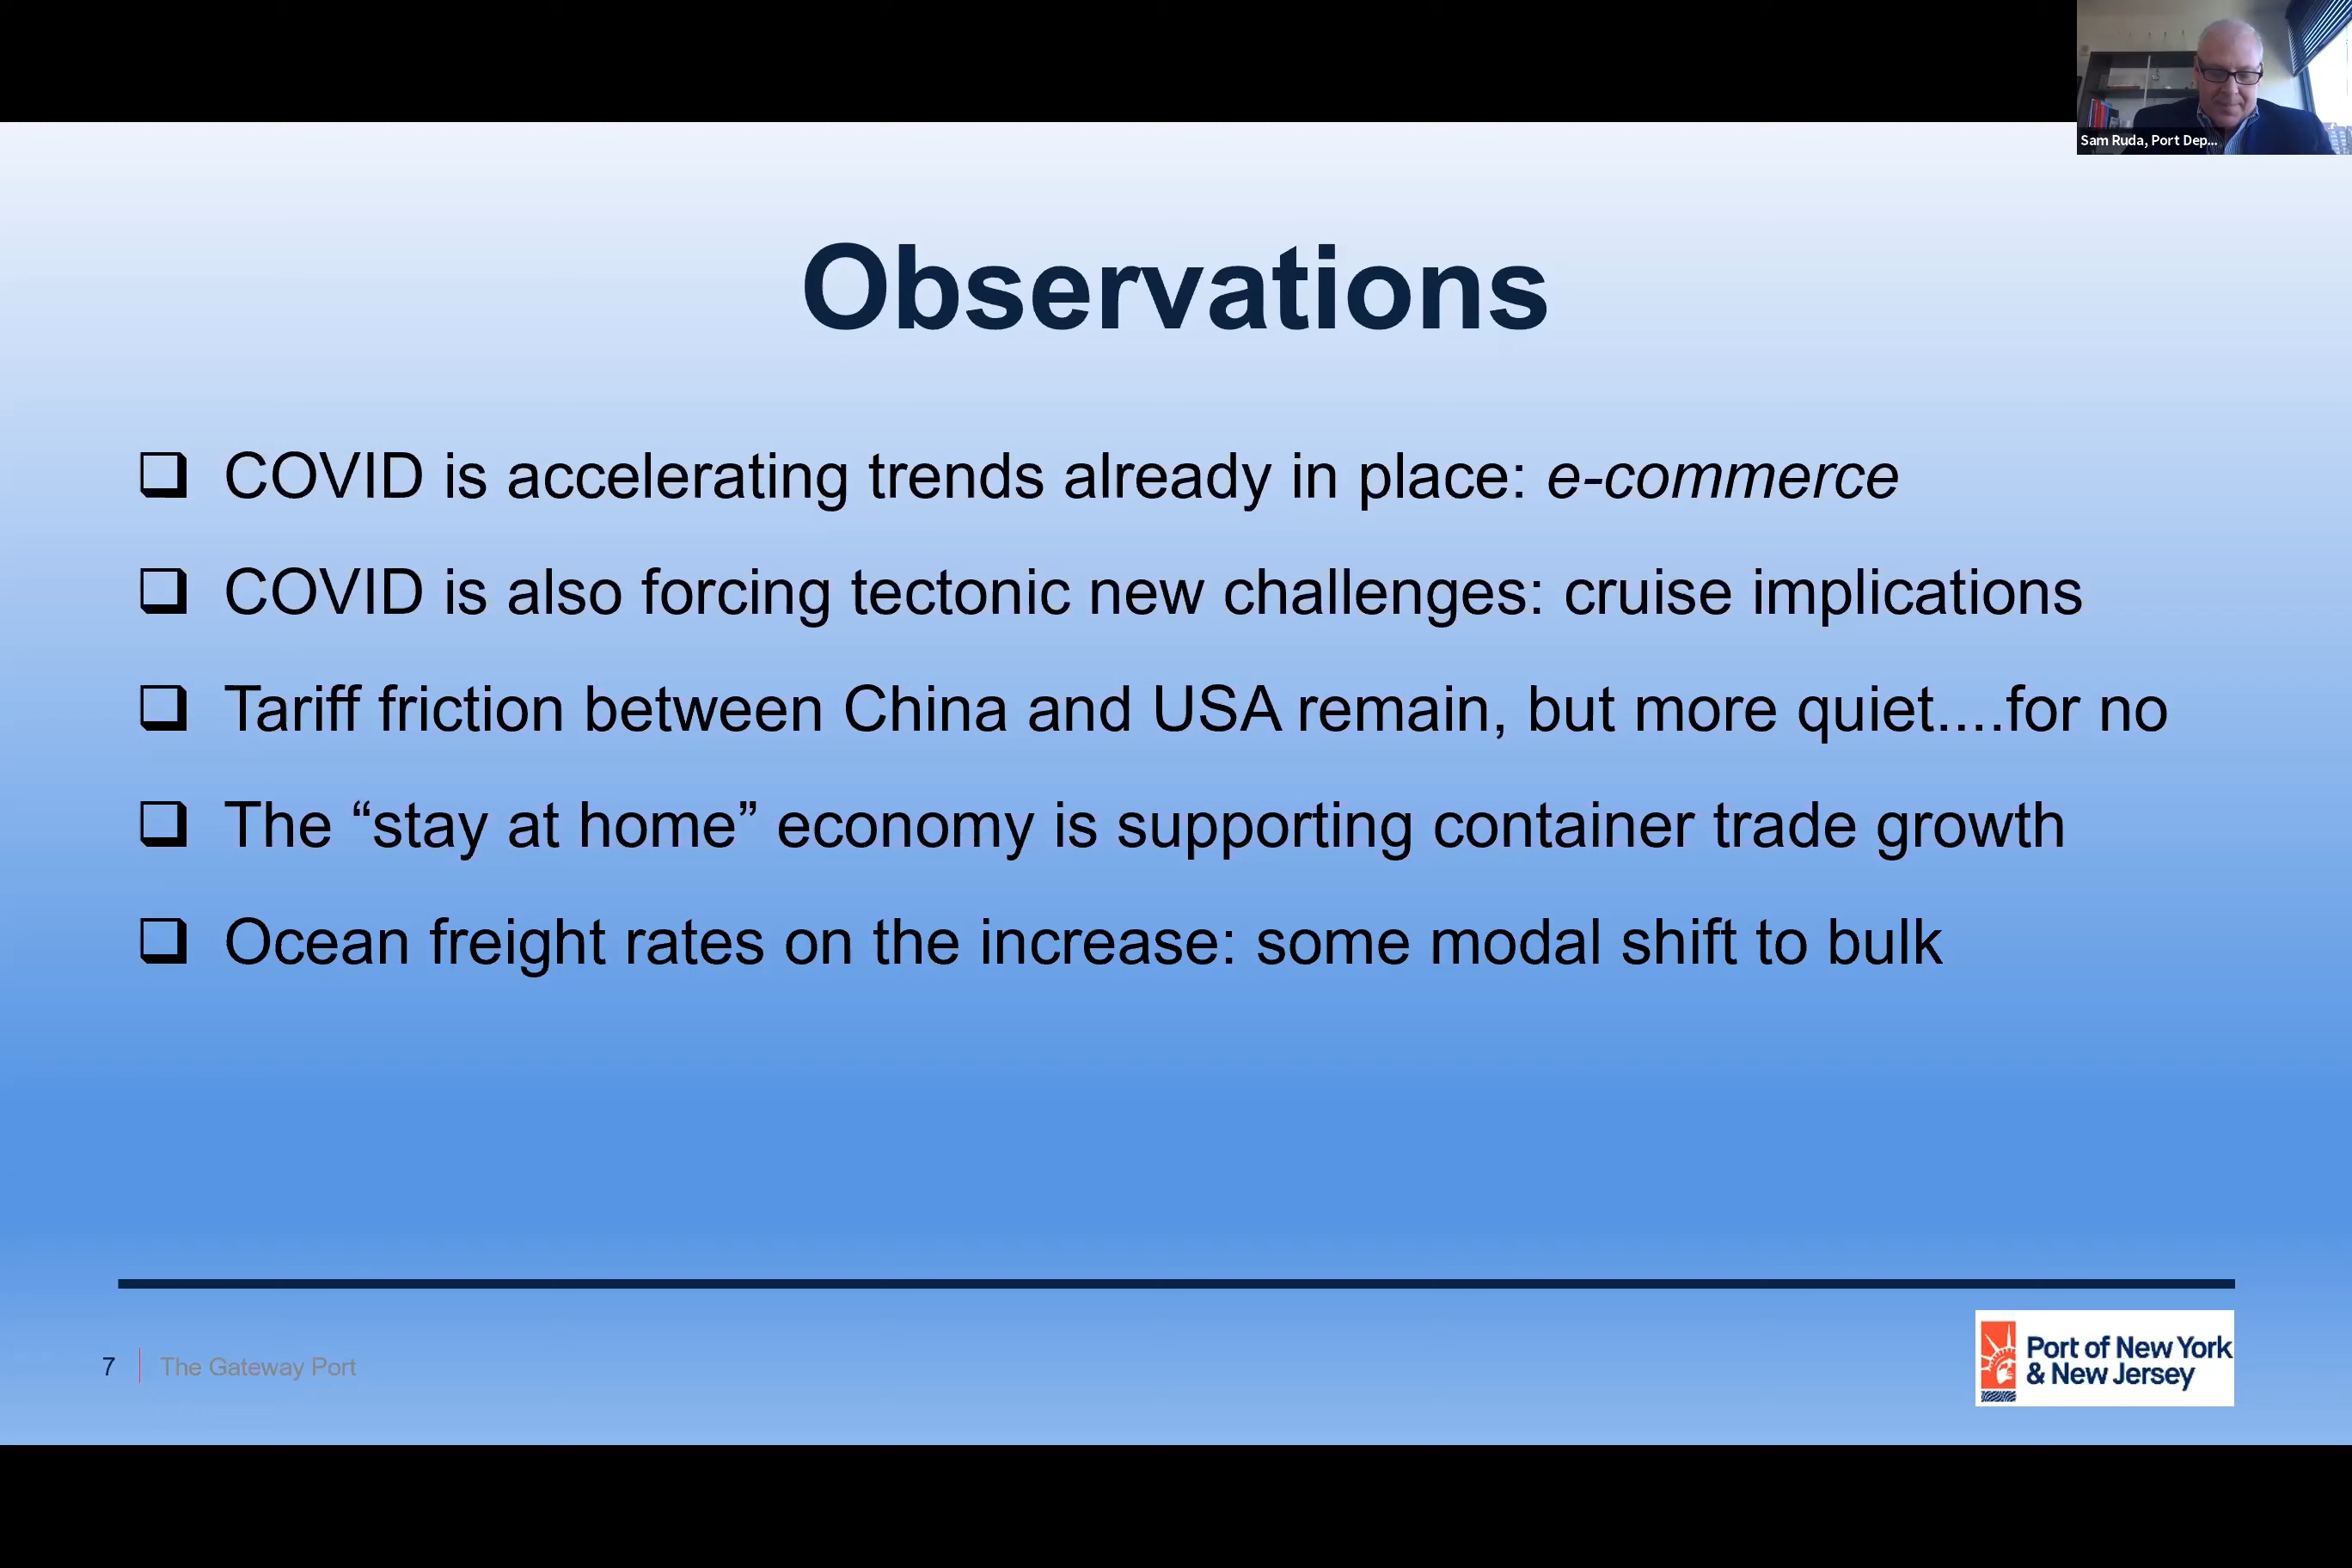 Sam Ruda, Port Dep...
Observations
❑ COVID is accelerating trends already in place: e-commerce
❑ COVID is also forcing tectonic new challenges: cruise implications
❑ Tariff friction between China and USA remain, but more quiet....for no
❑ The “stay at home” economy is supporting container trade growth
❑ Ocean freight rates on the increase: some modal shift to bulk
7 The Gateway Port
Port of New York
& New Jersey